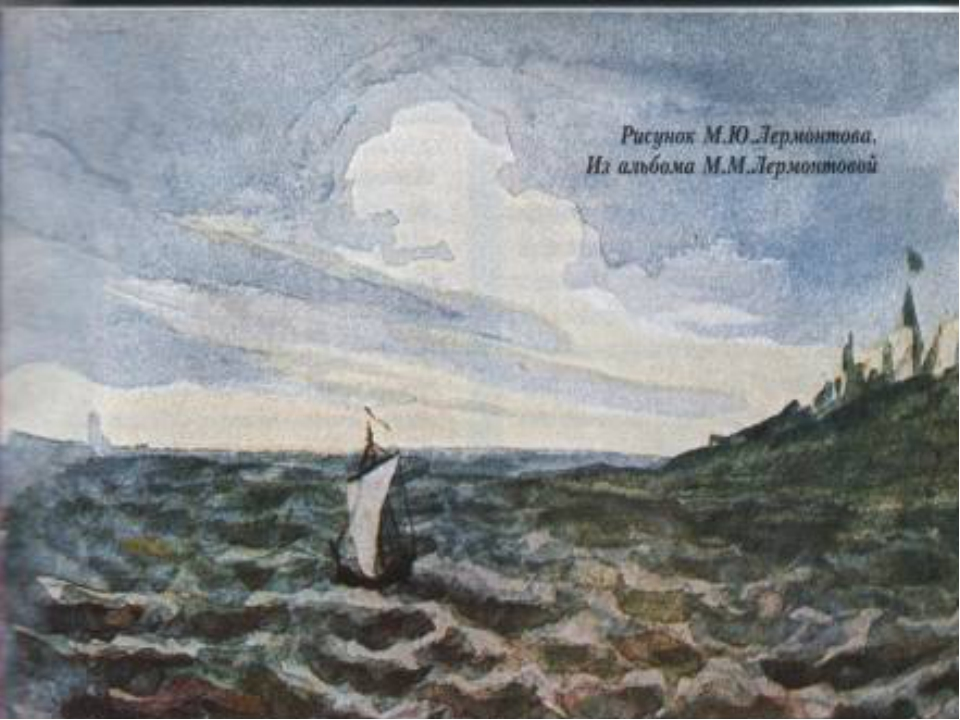 Рисунок М.Ю.Лермонтова.
Из альбома М.М.Лермонтовой